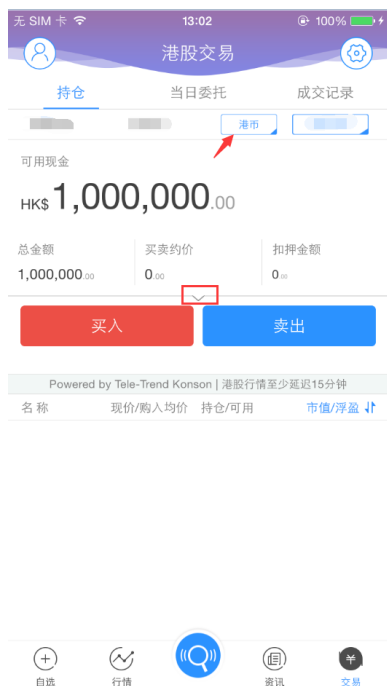 无 SIM 卡 13:02 100%
港股交易
持仓 当日委托 成交记录
港币
可用现金
HK$ 1,000,000.00
总金额 买卖约价 扣押金额
1,000,000.00 0.00 0.00
买入 卖出
Powered by Tele-Trend Konson | 港股行情至少延迟15分钟
名称 现价/购入均价 持仓/可用 市值/浮盈
自选 行情 资讯 交易